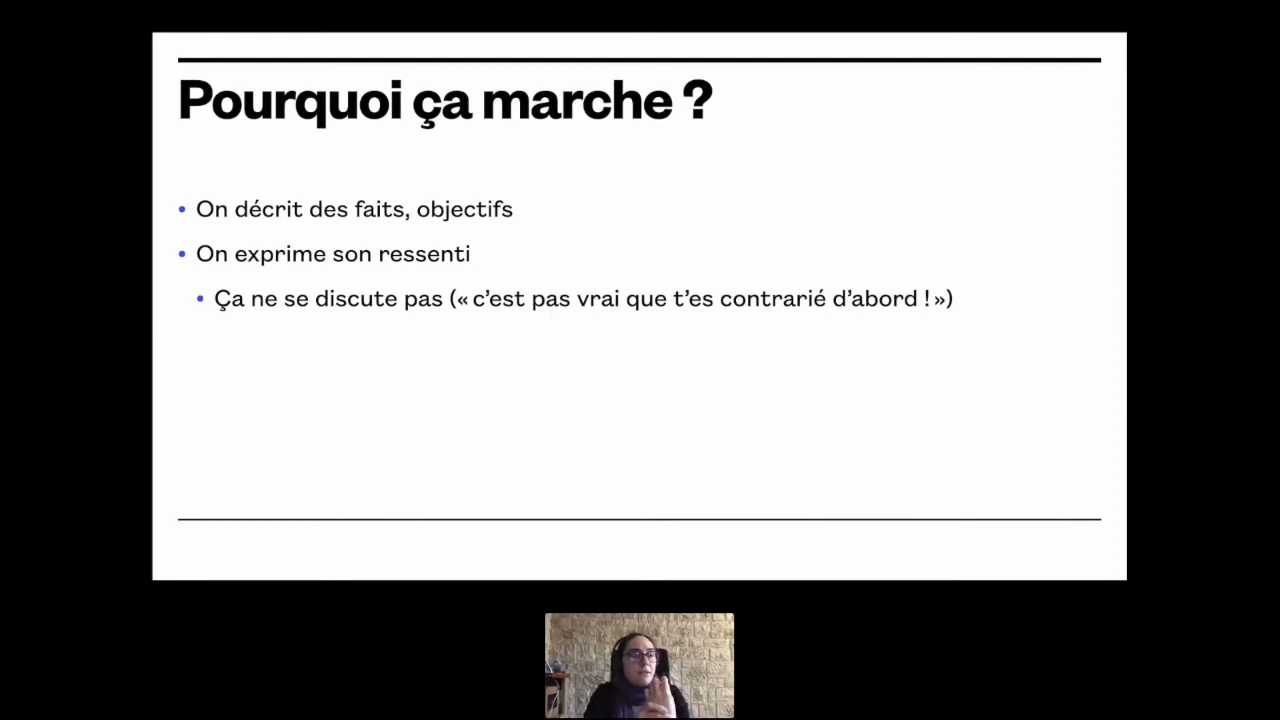 Pourquoi ça marche ?
On décrit des faits, objectifs
On exprime son ressenti
Ça ne se discute pas (« c’est pas vrai que t’es contrarié d’abord ! »)